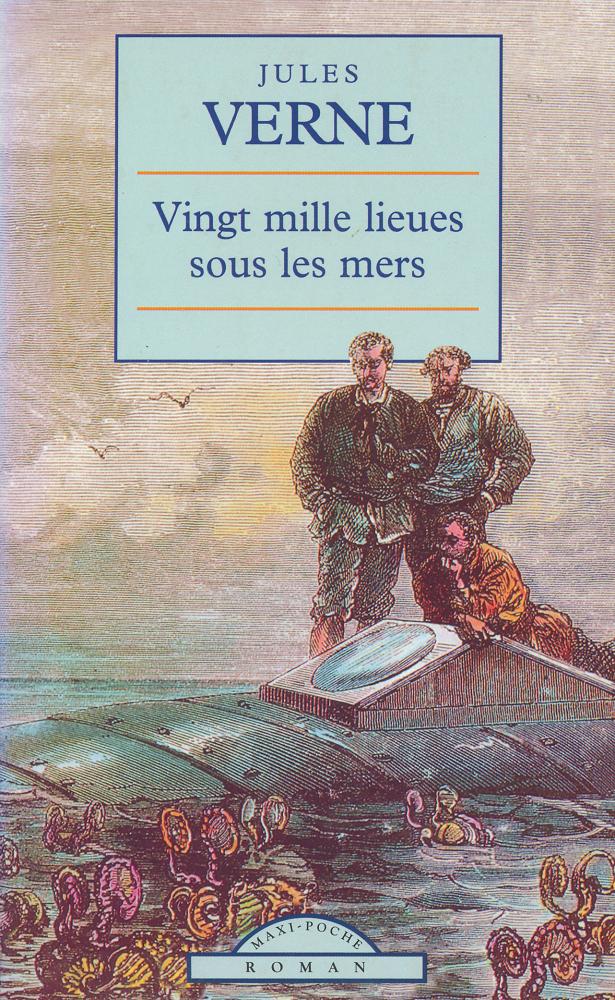 JULES
VERNE
Vingt mille lieues
sous les mers
MAXI-POCHE
ROMAN